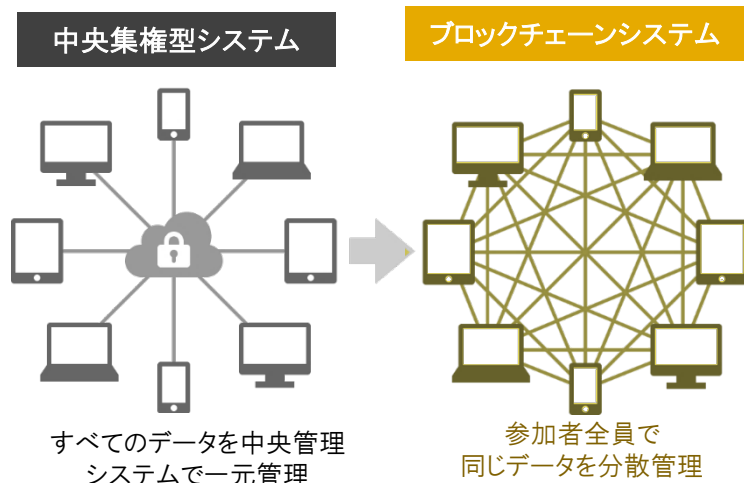 中央集権型システム
ブロックチェーンシステム
すべてのデータを中央管理
システムで一元管理
参加者全員で
同じデータを分散管理